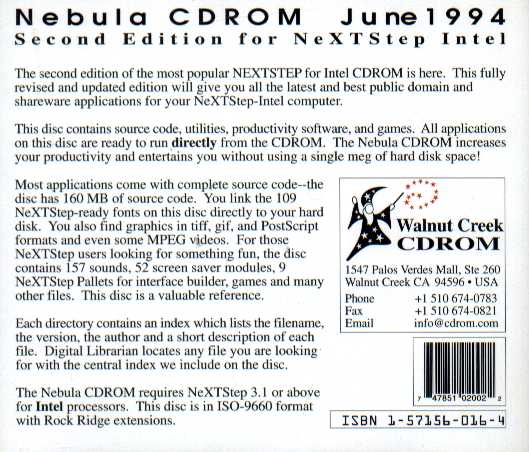 Nebula CDROM June 1994
Second Edition for NeXTStep Intel
The second edition of the most popular NEXTSTEP for Intel CDROM is here. This fully
revised and updated edition will give you all the latest and best public domain and
shareware applications for your NeXTStep-Intel computer.
This disc contains source code, utilities, productivity software, and games. All applications
on this disc are ready to run directly from the CDROM. The Nebula CDROM increases
your productivity and entertains you without using a single meg of hard disk space!
Most applications come with complete source code--the
disc has 160 MB of source code. You link the 109
NeXTStep-ready fonts on this disc directly to your hard
disk. You also find graphics in tiff, gif, and PostScript
formats and even some MPEG videos. For those
NeXTStep users looking for something fun, the disc
contains 157 sounds, 52 screen saver modules, 9
NeXTStep Pallets for interface builder, games and many
other files. This disc is a valuable reference.
Each directory contains an index which lists the filename,
the version, the author and a short description of each
file. Digital Librarian locates any file you are looking
for with the central index we include on the disc.
The Nebula CDROM requires NeXTStep 3.1 or above
for Intel processors. This disc is in ISO-9660 format
with Rock Ridge extensions.
Walnut Creek
CDROM
1547 Palos Verdes Mall, Ste 260
Walnut Creek CA 94596 • USA
Phone +1 510 674-0783
Fax +1 510 674-0821
Email info@cdrom.com
7 47851 02002 2
ISBN 1-57156-016-4